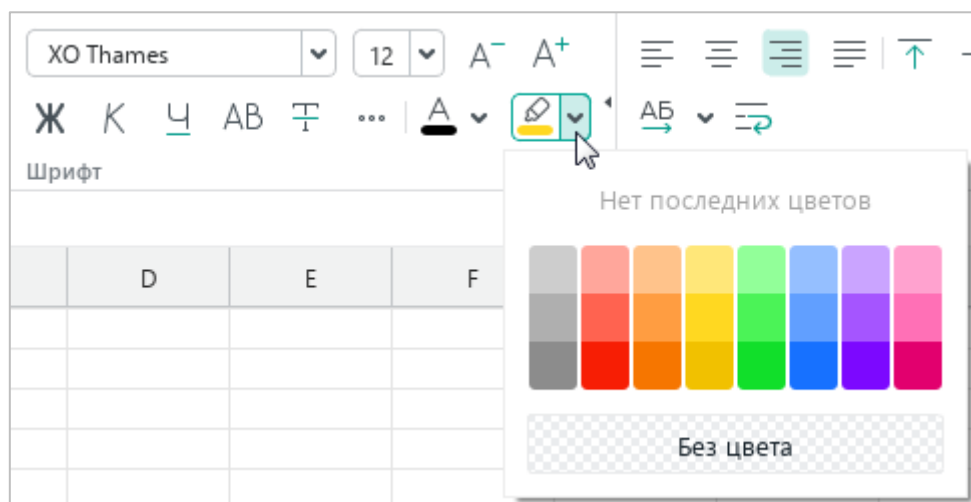 XO Thames 12 A⁻ A⁺
Ж К Ч АВ Т ... А АБ
Шрифт
Нет последних цветов
D E F
Без цвета